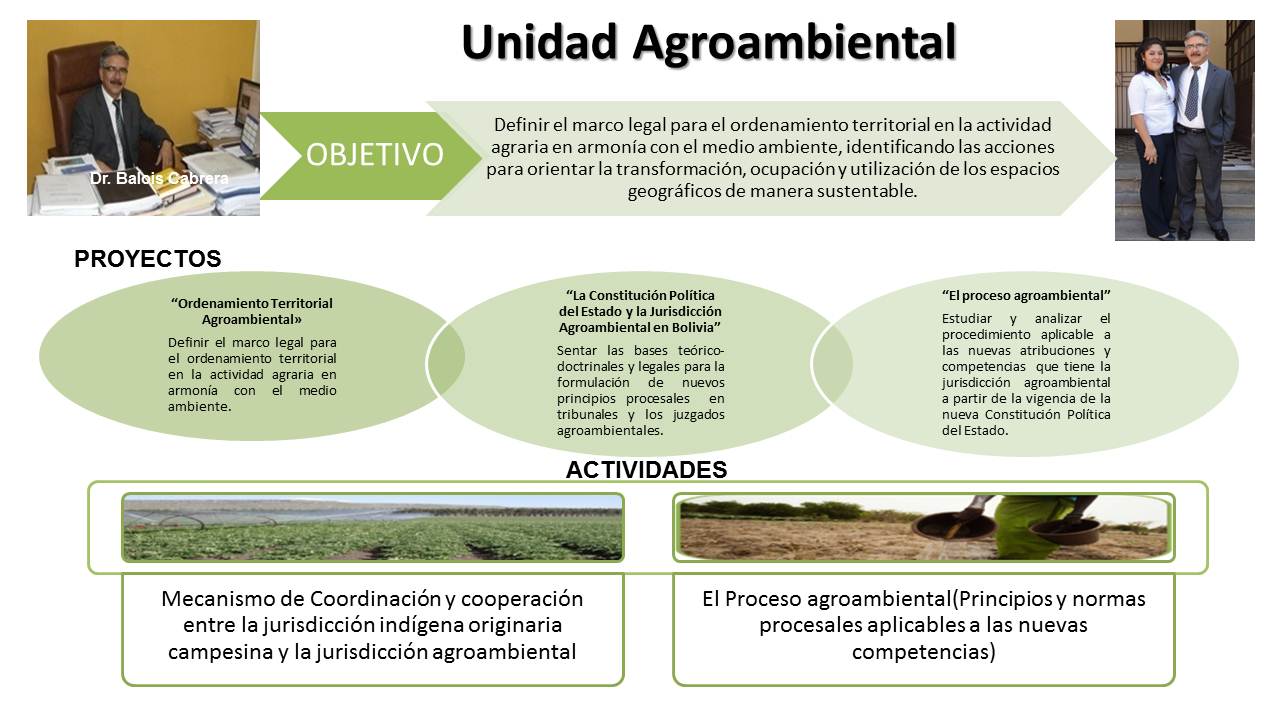 Unidad Agroambiental
Dr. Balois Cabrera
OBJETIVO
Definir el marco legal para el ordenamiento territorial en la actividad
agraria en armonía con el medio ambiente, identificando las acciones
para orientar la transformación, ocupación y utilización de los espacios
geográficos de manera sustentable.
PROYECTOS
“Ordenamiento Territorial
Agroambiental»
Definir el marco legal para
el ordenamiento territorial
en la actividad agraria en
armonía con el medio
ambiente.
“La Constitución Política
del Estado y la Jurisdicción
Agroambiental en Bolivia”
Sentar las bases teórico-
doctrinales y legales para la
formulación de nuevos
principios procesales en
tribunales y los juzgados
agroambientales.
“El proceso agroambiental”
Estudiar y analizar el
procedimiento aplicable a
las nuevas atribuciones y
competencias que tiene la
jurisdicción agroambiental
a partir de la vigencia de la
nueva Constitución Política
del Estado.
ACTIVIDADES
Mecanismo de Coordinación y cooperación
entre la jurisdicción indígena originaria
campesina y la jurisdicción agroambiental
El Proceso agroambiental(Principios y normas
procesales aplicables a las nuevas
competencias)